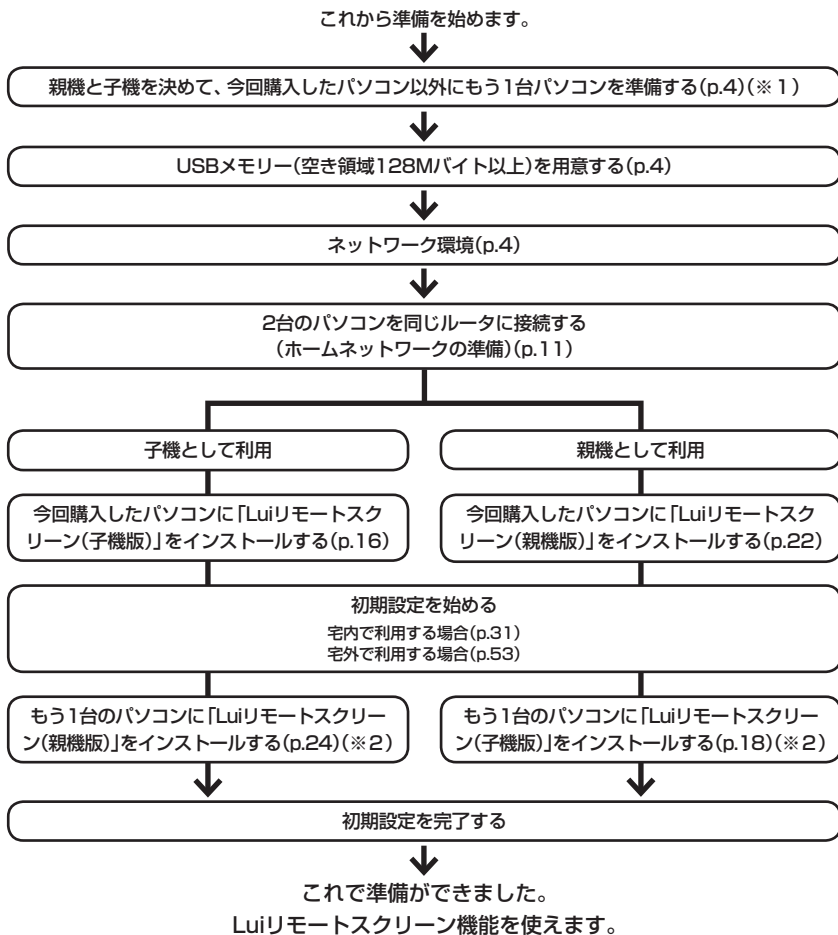 これから準備を始めます。
親機と子機を決めて、今回購入したパソコン以外にもう1台パソコンを準備する(p.4)(※1)
USBメモリー(空き領域128Mバイト以上)を用意する(p.4)
ネットワーク環境(p.4)
2台のパソコンを同じルータに接続する
(ホームネットワークの準備)(p.11)
子機として利用
親機として利用
今回購入したパソコンに「Luiリモートスク
リーン(子機版)」をインストールする(p.16)
今回購入したパソコンに「Luiリモートスク
リーン(親機版)」をインストールする(p.22)
初期設定を始める
宅内で利用する場合(p.31)
宅外で利用する場合(p.53)
もう1台のパソコンに「Luiリモートスクリー
ン(親機版)」をインストールする(p.24)(※2)
もう1台のパソコンに「Luiリモートスクリー
ン(子機版)」をインストールする(p.18)(※2)
初期設定を完了する
これで準備ができました。
Luiリモートスクリーン機能を使えます。